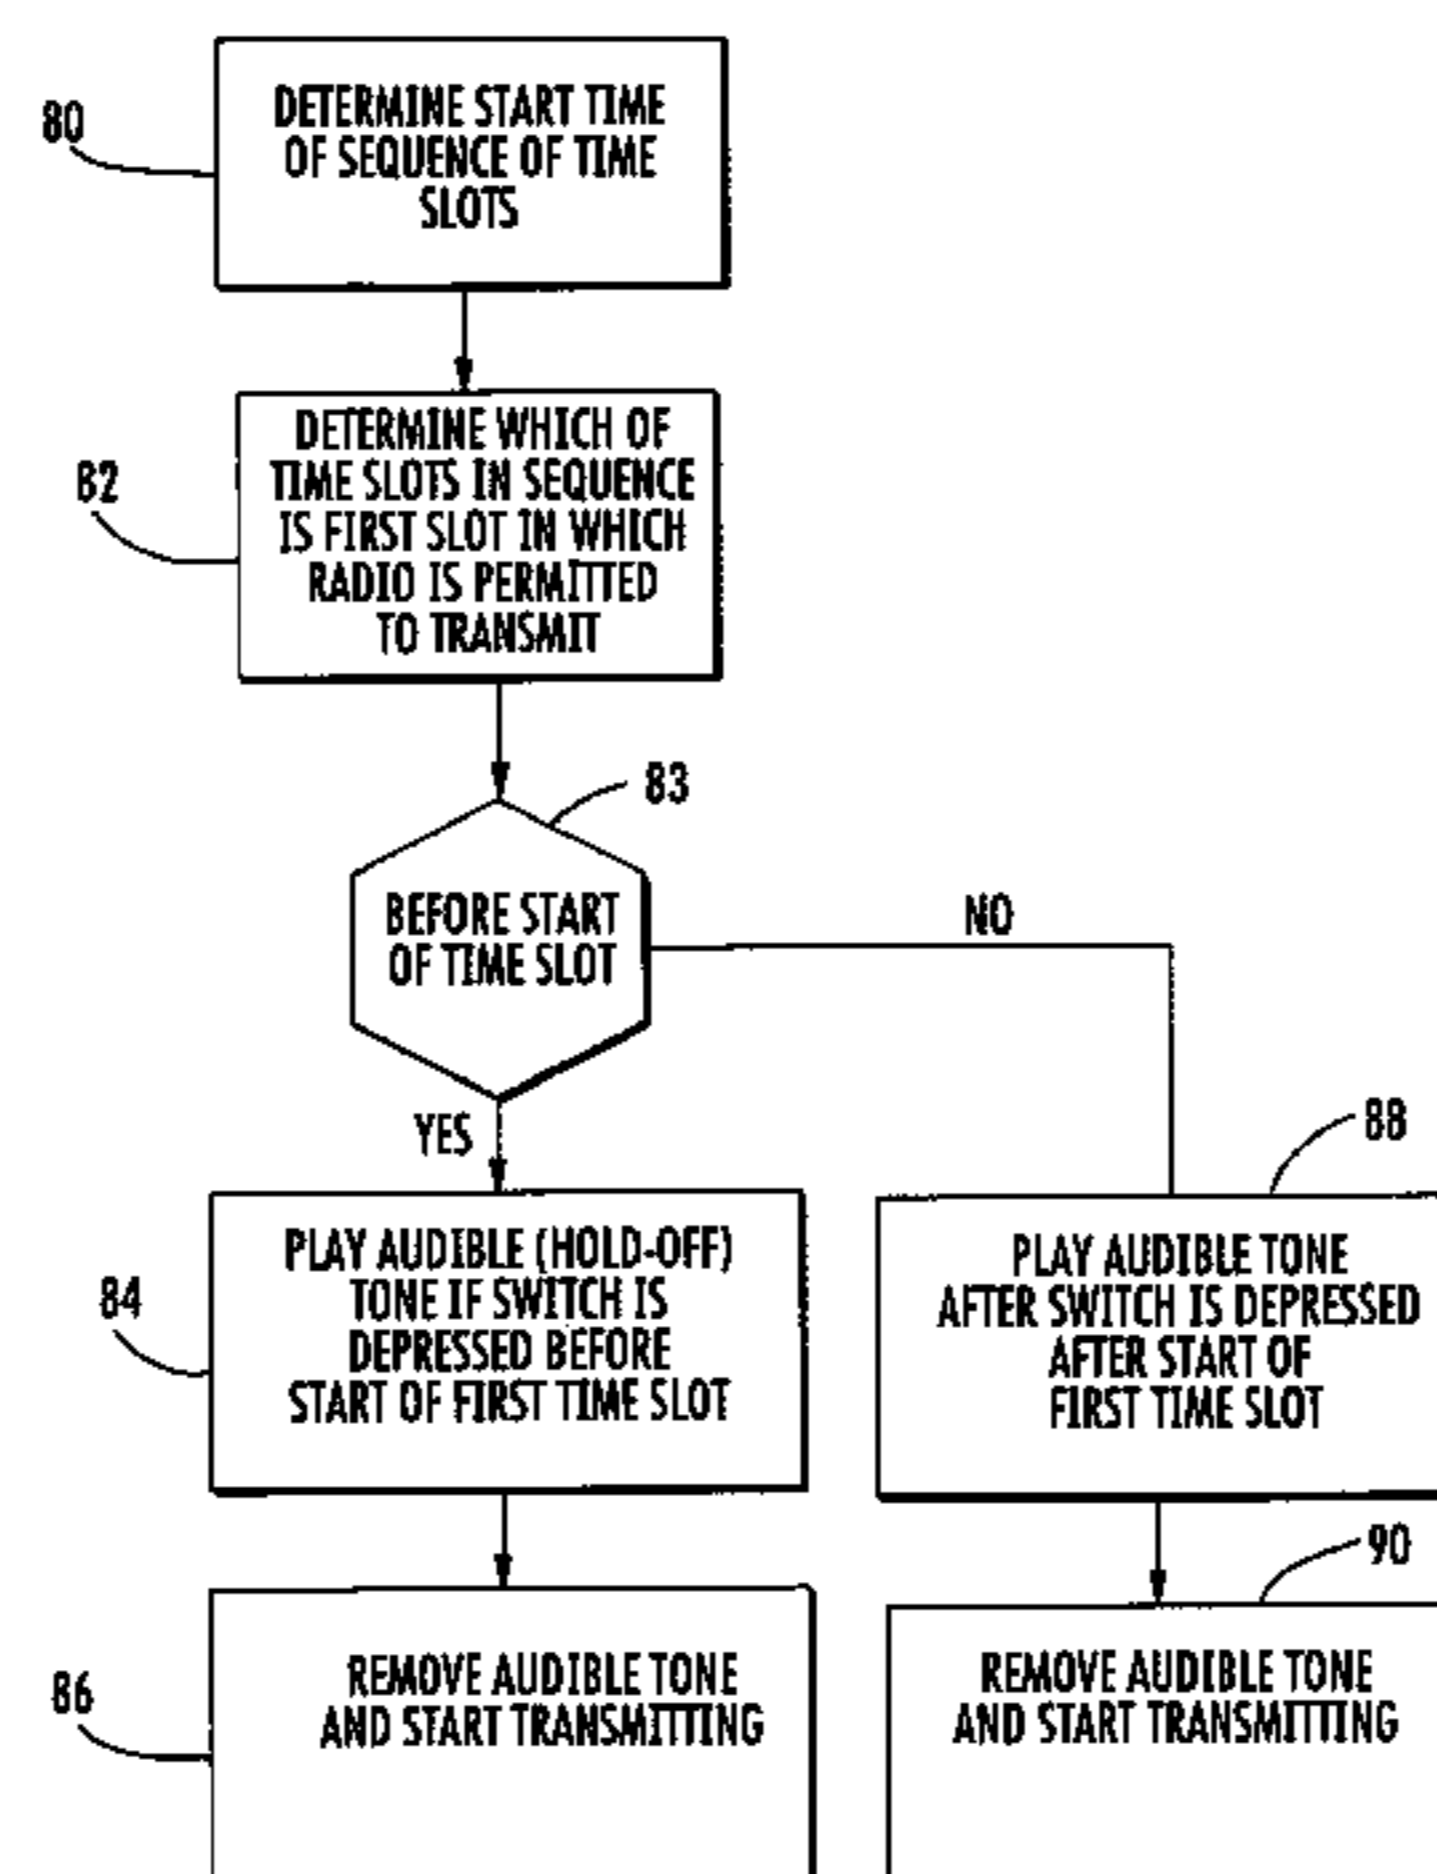 80
DETERMINE START TIME
OF SEQUENCE OF TIME
SLOTS
82
DETERMINE WHICH OF
TIME SLOTS IN SEQUENCE
IS FIRST SLOT IN WHICH
RADIO IS PERMITTED
TO TRANSMIT
83
BEFORE START
OF TIME SLOT
NO
YES
88
84
PLAY AUDIBLE (HOLD-OFF)
TONE IF SWITCH IS
DEPRESSED BEFORE
START OF FIRST TIME SLOT
PLAY AUDIBLE TONE
AFTER SWITCH IS DEPRESSED
AFTER START OF
FIRST TIME SLOT
90
86
REMOVE AUDIBLE TONE
AND START TRANSMITTING
REMOVE AUDIBLE TONE
AND START TRANSMITTING